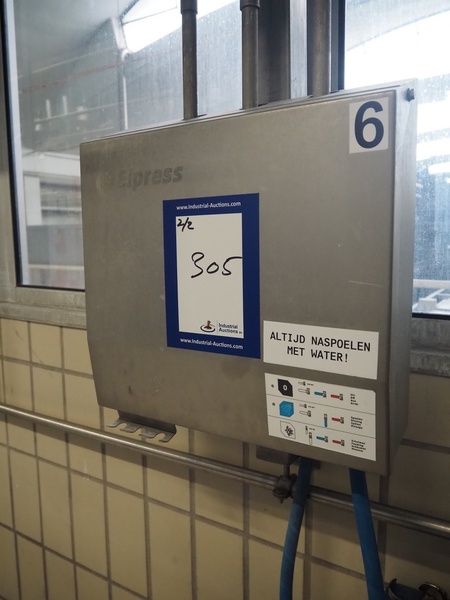 6
Elpress
www.Industrial-Auctions.com
2/2
305
Industrial
Auctions
www.Industrial-Auctions.com
ALTIJD NASPOELEN
MET WATER!
0